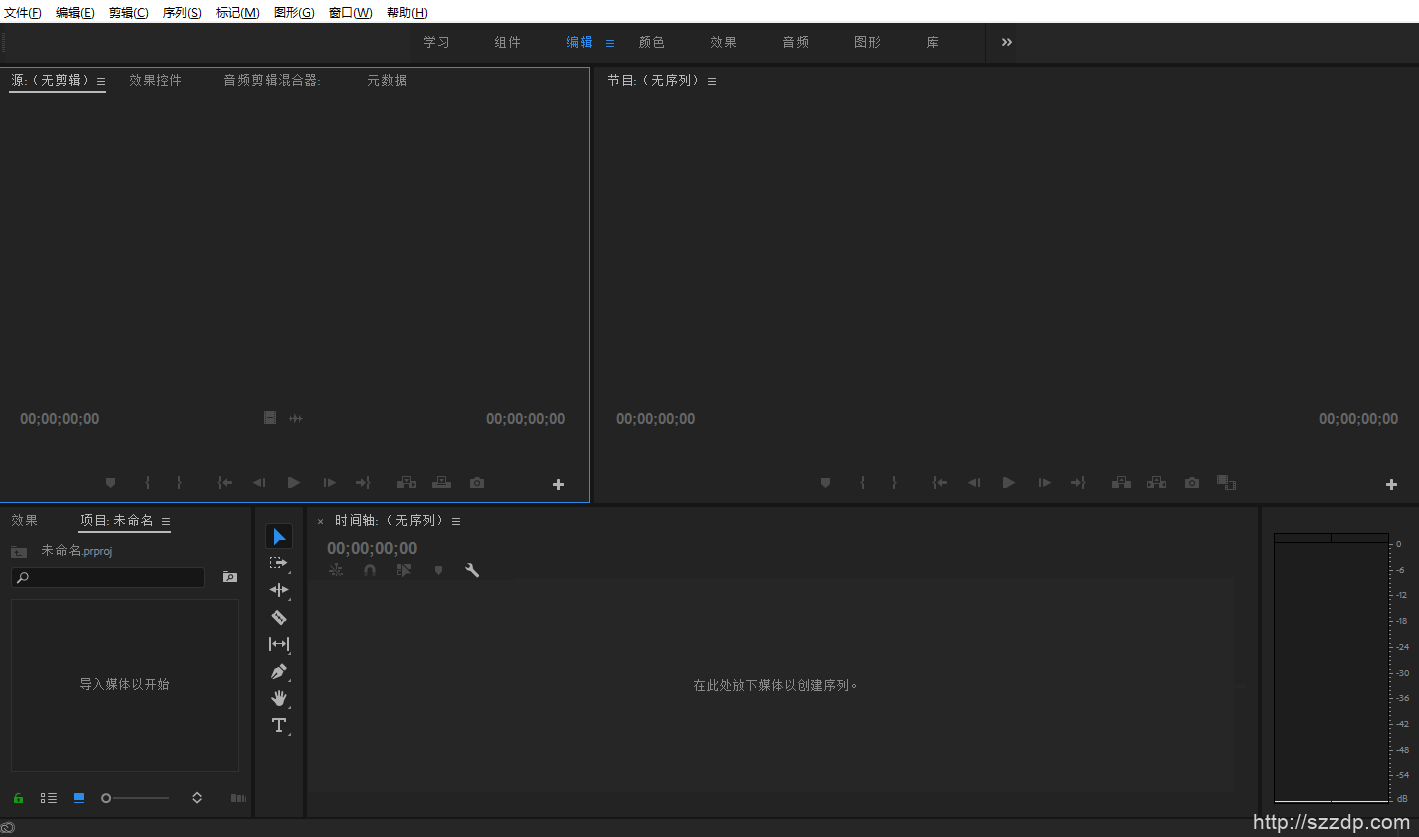 文件(F) 编辑(E) 剪辑(C) 序列(S) 标记(M) 图形(G) 窗口(W) 帮助(H)
学习 组件 编辑 颜色 效果 音频 图形 库
源:（无剪辑） 效果控件 音频剪辑混合器: 元数据
节目:（无序列）
00;00;00;00 00;00;00;00
00;00;00;00 00;00;00;00
效果 项目: 未命名
未命名.prproj
导入媒体以开始
× 时间轴:（无序列）
00;00;00;00
在此处放下媒体以创建序列。
0
-6
-12
-18
-24
-30
-36
-42
-48
-54
dB
http://szzdp.com